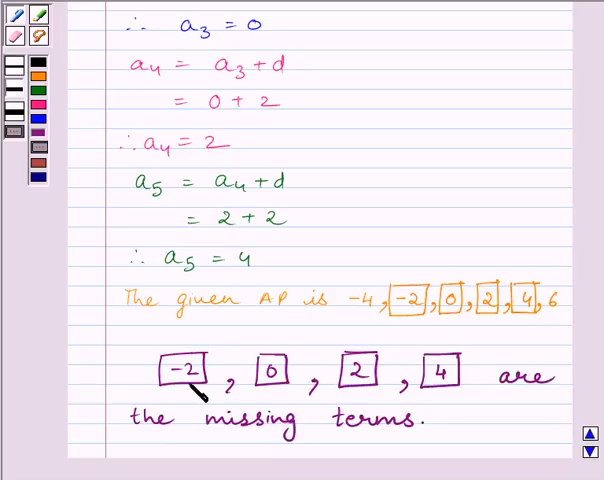 ∴ a₃ = 0
a₄ = a₃ + d
= 0 + 2
∴ a₄ = 2
a₅ = a₄ + d
= 2 + 2
∴ a₅ = 4
The given AP is -4, -2, 0, 2, 4, 6
-2, 0, 2, 4 are
the missing terms.